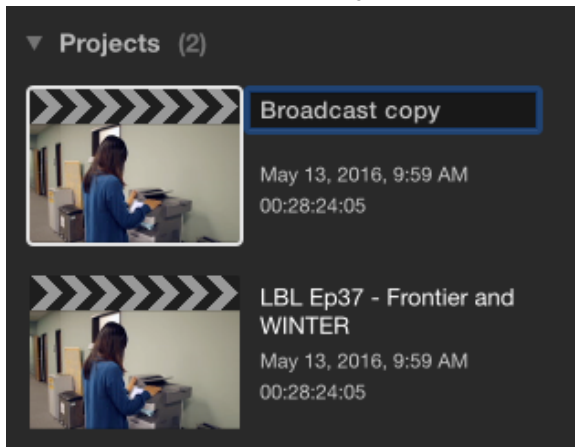 Projects (2)
Broadcast copy
May 13, 2016, 9:59 AM
00:28:24:05
LBL Ep37 - Frontier and
WINTER
May 13, 2016, 9:59 AM
00:28:24:05